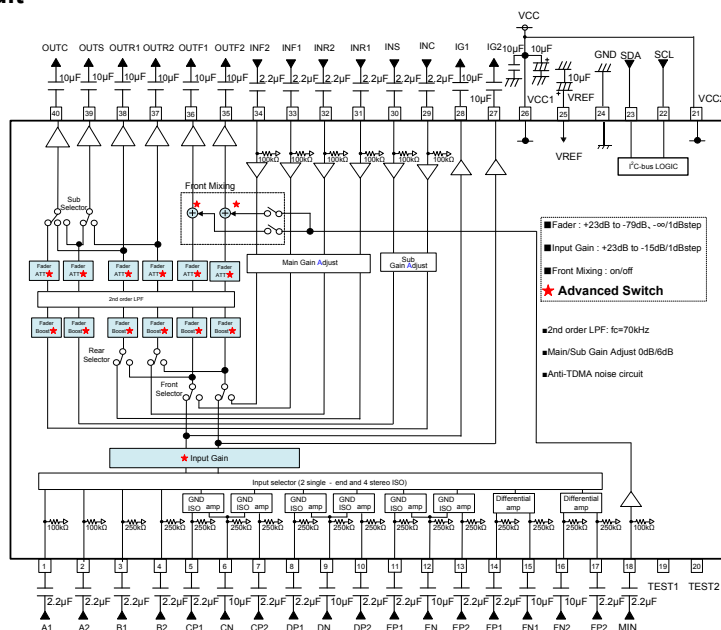 VCC
OUTC OUTS OUTR1 OUTR2 OUTF1 OUTF2 INF2 INF1 INR2 INR1 INS INC IG1 IG2 10μF 10μF GND SDA SCL
10μF 10μF 10μF 10μF 10μF 10μF 2.2μF 2.2μF 2.2μF 2.2μF 2.2μF 2.2μF 10μF 10μF
VCC1 VREF VCC2
40 39 38 37 36 35 34 33 32 31 30 29 28 27 26 25 24 23 22 21
VREF
I²C-bus LOGIC
100kΩ 100kΩ 100kΩ 100kΩ 100kΩ 100kΩ
Front Mixing
Sub
Selector
■Fader : +23dB to -79dB、-∞/1dBstep
■Input Gain : +23dB to -15dB/1dBstep
■Front Mixing : on/off
★ Advanced Switch
Main Gain Adjust
Sub
Gain Adjust
Fader ATT★ Fader ATT★ Fader ATT★ Fader ATT★ Fader ATT★ Fader ATT★
2nd order LPF
Fader Boost★ Fader Boost★ Fader Boost★ Fader Boost★ Fader Boost★ Fader Boost★
■2nd order LPF: fc=70kHz
■Main/Sub Gain Adjust 0dB/6dB
■Anti-TDMA noise circuit
Rear
Selector
Front
Selector
★ Input Gain
Input selector (2 single - end and 4 stereo ISO)
GND ISO amp GND ISO amp GND ISO amp GND ISO amp GND ISO amp GND ISO amp Differential amp Differential amp
100kΩ 100kΩ 100kΩ 100kΩ 250kΩ 250kΩ 250kΩ 250kΩ 250kΩ 250kΩ 250kΩ 250kΩ 250kΩ 250kΩ 250kΩ 250kΩ 250kΩ 100kΩ
1 2 3 4 5 6 7 8 9 10 11 12 13 14 15 16 17 18 19 20
TEST1 TEST2
2.2μF 2.2μF 2.2μF 2.2μF 2.2μF 10μF 2.2μF 2.2μF 10μF 2.2μF 2.2μF 10μF 2.2μF 2.2μF 10μF 10μF 2.2μF 2.2μF
A1 A2 B1 B2 CP1 CN CP2 DP1 DN DP2 EP1 EN EP2 FP1 FN1 FN2 FP2 MIN